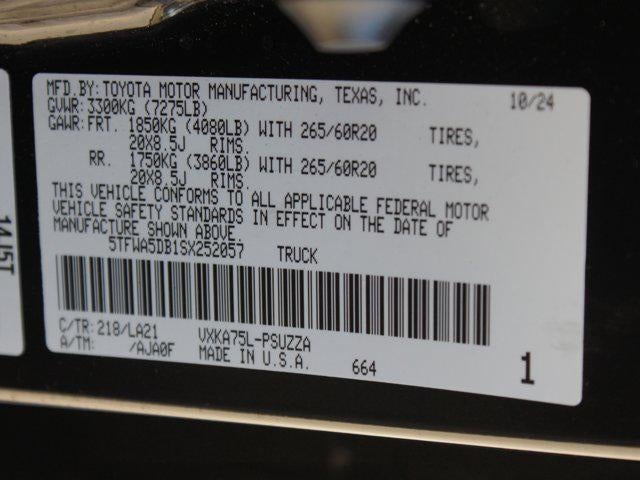 MFD.BY: TOYOTA MOTOR MANUFACTURING, TEXAS, INC. 10/24
GVWR: 3300KG (7275LB)
GAWR: FRT. 1850KG (4080LB) WITH 265/60R20 TIRES,
20X8.5J RIMS.
RR. 1750KG (3860LB) WITH 265/60R20 TIRES,
20X8.5J RIMS.
THIS VEHICLE CONFORMS TO ALL APPLICABLE FEDERAL MOTOR
VEHICLE SAFETY STANDARDS IN EFFECT ON THE DATE OF
MANUFACTURE SHOWN ABOVE
5TFWA5DB1SX252057 TRUCK
C/TR: 218/LA21 VXKA75L-PSUZZA
A/TM: /AJA0F MADE IN U.S.A. 664 1
14J5T